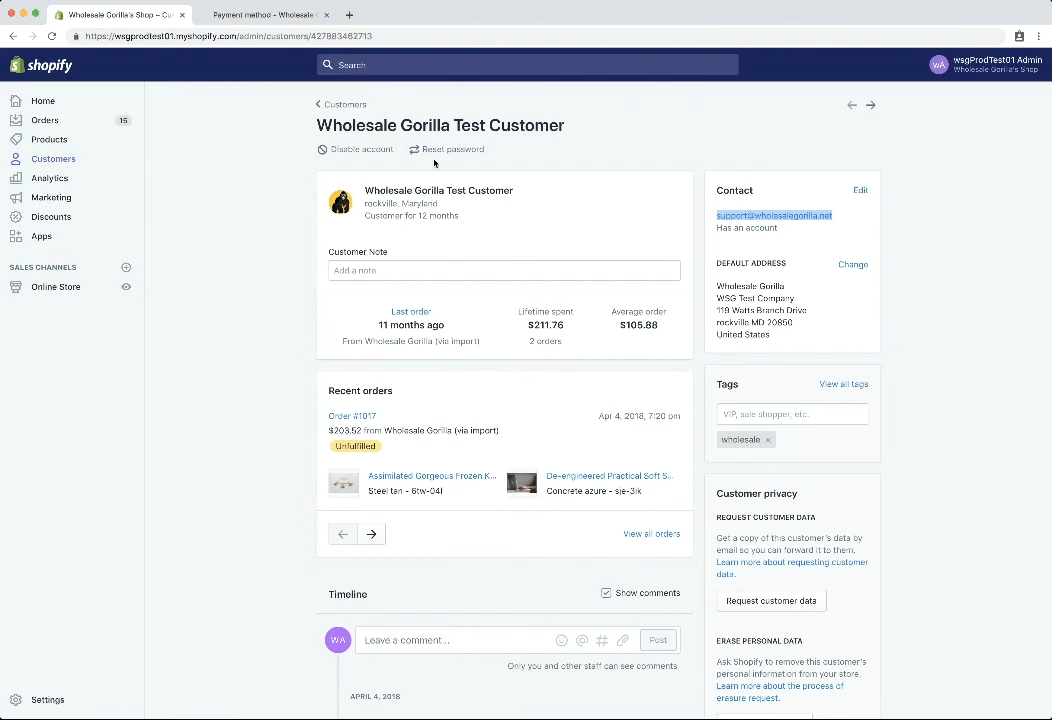 Wholesale Gorilla's Shop ~ Cu
Payment method - Wholesale
https://wsgprodtest01.myshopify.com/admin/customers/427883462713
shopify
Search
wA
wsgProdTest01 Admin
Wholesale Gorilla's Shop
Home
Orders
15
Products
Customers
Analytics
Marketing
Discounts
Apps
SALES CHANNELS
Online Store
Settings
Customers
Wholesale Gorilla Test Customer
Disable account
Reset password
Wholesale Gorilla Test Customer
rockville, Maryland
Customer for 12 months
Customer Note
Add a note
Last order
Lifetime spent
Average order
11 months ago
$211.76
$105.88
From Wholesale Gorilla (via import)
2 orders
Recent orders
Order #1017
Apr 4, 2018, 7:20 pm
$203.52 from Wholesale Gorilla (via import)
Unfulfilled
Assimilated Gorgeous Frozen K...
Steel tan - 6tw-04l
De-engineered Practical Soft S...
Concrete azure - sje-3ik
View all orders
Timeline
Show comments
WA
Leave a comment...
Post
Only you and other staff can see comments
APRIL 4, 2018
Contact
Edit
support@wholesalegorilla.net
Has an account
DEFAULT ADDRESS
Change
Wholesale Gorilla
WSG Test Company
119 Watts Branch Drive
rockville MD 20850
United States
Tags
View all tags
VIP, sale shopper, etc.
wholesale
Customer privacy
REQUEST CUSTOMER DATA
Get a copy of this customer's data by
email so you can forward it to them.
Learn more about requesting customer
data.
Request customer data
ERASE PERSONAL DATA
Ask Shopify to remove this customer's
personal information from your store.
Learn more about the process of
erasure request.